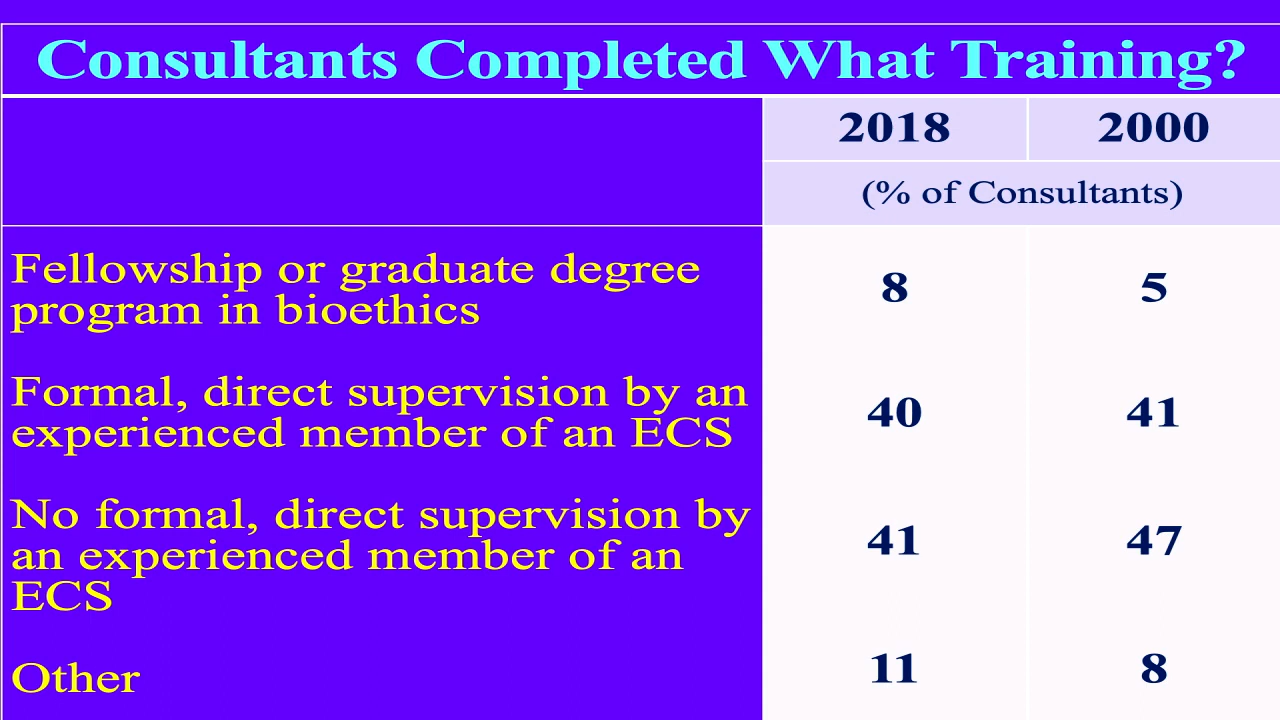 Consultants Completed What Training?
2018 2000
(% of Consultants)
Fellowship or graduate degree
program in bioethics
8 5
Formal, direct supervision by an
experienced member of an ECS
40 41
No formal, direct supervision by
an experienced member of an
ECS
41 47
Other
11 8